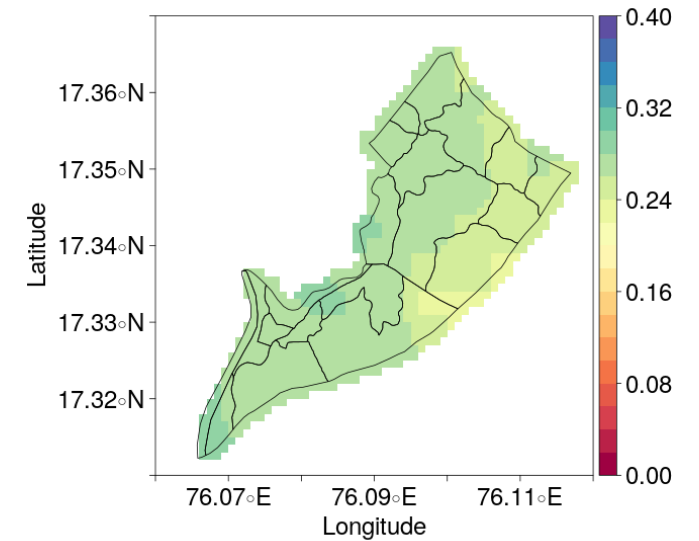 0.40
17.36◦N
0.32
17.35◦N
0.24
17.34◦N
Latitude
0.16
17.33◦N
0.08
17.32◦N
0.00
76.07◦E 76.09◦E 76.11◦E
Longitude